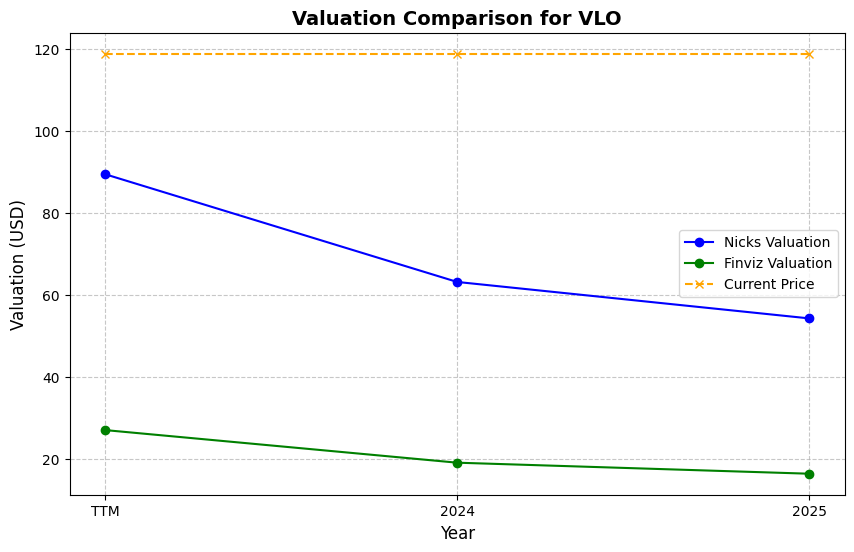 Valuation Comparison for VLO
Valuation (USD)
120
100
80
60
40
20
Nicks Valuation
Finviz Valuation
Current Price
TTM
2024
2025
Year